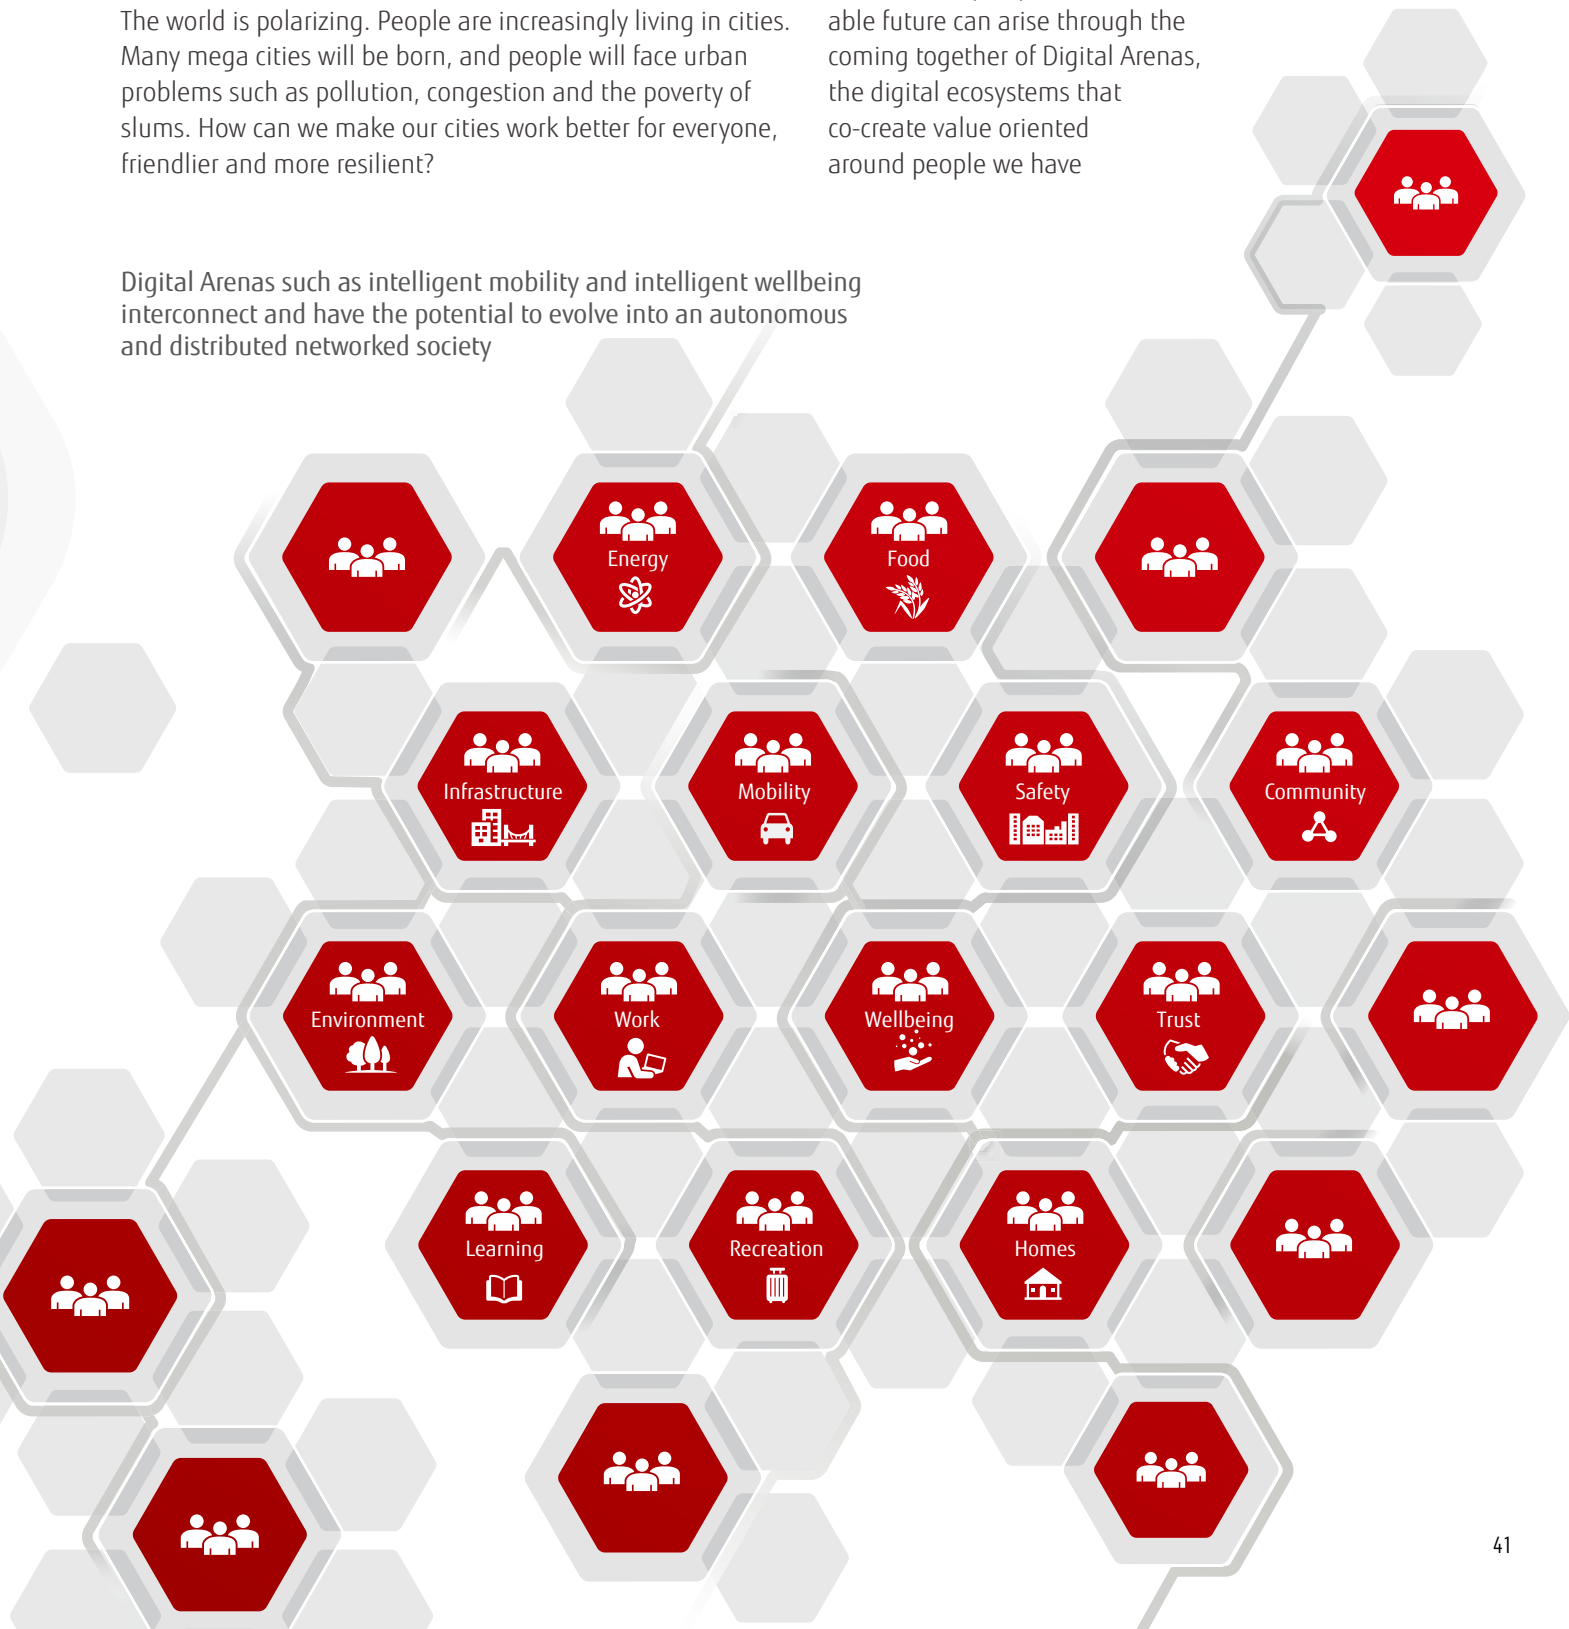 The world is polarizing. People are increasingly living in cities.
Many mega cities will be born, and people will face urban
problems such as pollution, congestion and the poverty of
slums. How can we make our cities work better for everyone,
friendlier and more resilient?
able future can arise through the
coming together of Digital Arenas,
the digital ecosystems that
co-create value oriented
around people we have
Digital Arenas such as intelligent mobility and intelligent wellbeing
interconnect and have the potential to evolve into an autonomous
and distributed networked society
Energy
Food
Infrastructure
Mobility
Safety
Community
Environment
Work
Wellbeing
Trust
Learning
Recreation
Homes
41